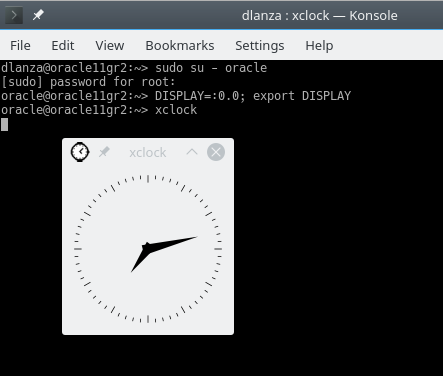 dlanza : xclock — Konsole
File Edit View Bookmarks Settings Help
dlanza@oracle11gr2:~> sudo su - oracle
[sudo] password for root:
oracle@oracle11gr2:~> DISPLAY=:0.0; export DISPLAY
oracle@oracle11gr2:~> xclock
xclock